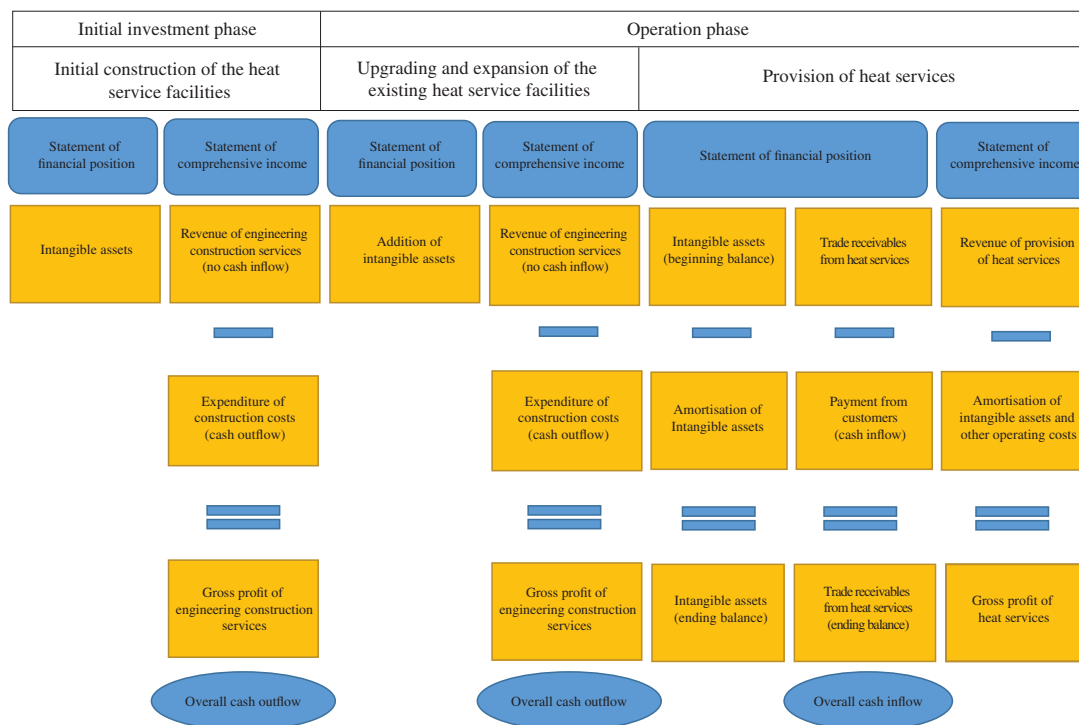 Initial investment phase
Operation phase
Initial construction of the heat
service facilities
Upgrading and expansion of the
existing heat service facilities
Provision of heat services
Statement of
financial position
Statement of
comprehensive income
Statement of
financial position
Statement of
comprehensive income
Statement of financial position
Statement of
comprehensive income
Intangible assets
Revenue of engineering
construction services
(no cash inflow)
Addition of
intangible assets
Revenue of engineering
construction services
(no cash inflow)
Intangible assets
(beginning balance)
Trade receivables
from heat services
Revenue of provision
of heat services
Expenditure of
construction costs
(cash outflow)
Expenditure of
construction costs
(cash outflow)
Amortisation of
Intangible assets
Payment from
customers
(cash inflow)
Amortisation of
intangible assets and
other operating costs
Gross profit of
engineering construction
services
Gross profit of
engineering construction
services
Intangible assets
(ending balance)
Trade receivables
from heat services
(ending balance)
Gross profit of
heat services
Overall cash outflow
Overall cash outflow
Overall cash inflow